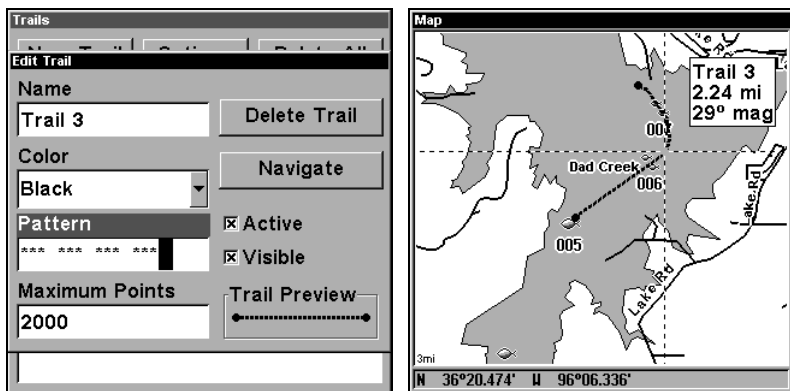 Trails
Edit Trail
Name
Trail 3
Delete Trail
Color
Navigate
Black
Pattern
*** *** *** ***
Active
Visible
Maximum Points
Trail Preview
2000
Map
Trail 3
2.24 mi
29º mag
Dad Creek
006
005
Lake Rd
Lake Rd
3mi
N 36º20.474' W 96º06.336'